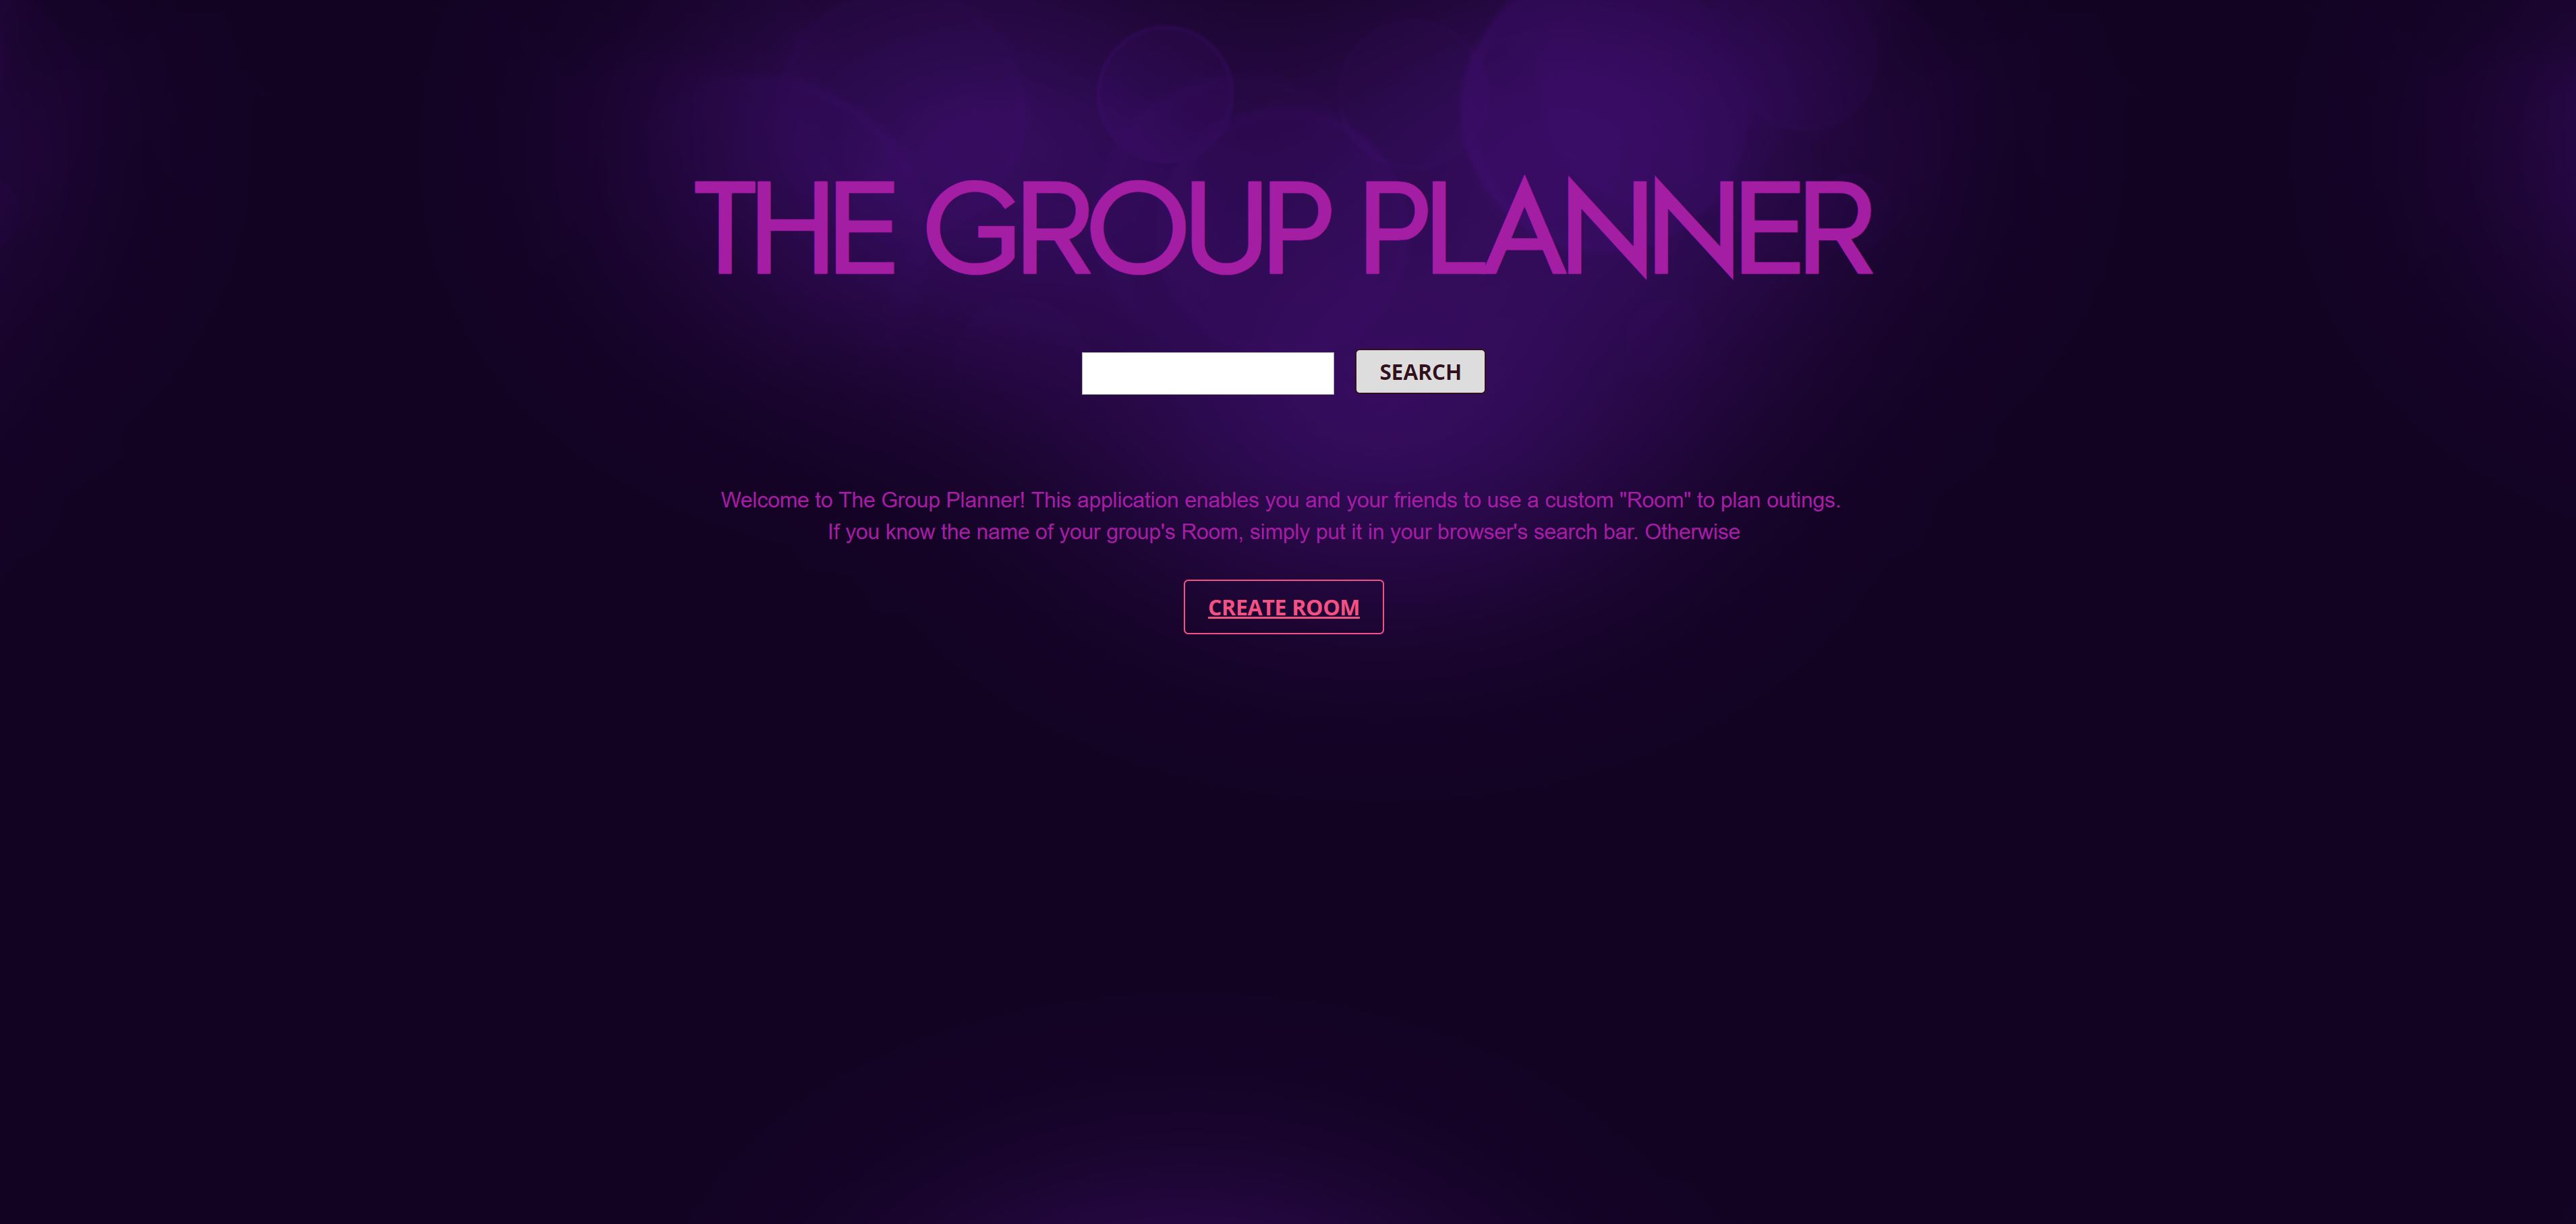 THE GROUP PLANNER
SEARCH
Welcome to The Group Planner! This application enables you and your friends to use a custom "Room" to plan outings.
If you know the name of your group's Room, simply put it in your browser's search bar. Otherwise
CREATE ROOM